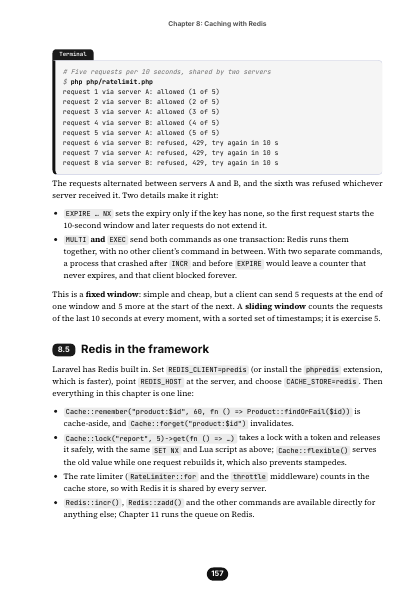 Chapter 8: Caching with Redis
Terminal
# Five requests per 10 seconds, shared by two servers
$ php php/ratelimit.php
request 1 via server A: allowed (1 of 5)
request 2 via server B: allowed (2 of 5)
request 3 via server A: allowed (3 of 5)
request 4 via server B: allowed (4 of 5)
request 5 via server A: allowed (5 of 5)
request 6 via server B: refused, 429, try again in 10 s
request 7 via server A: refused, 429, try again in 10 s
request 8 via server B: refused, 429, try again in 10 s
The requests alternated between servers A and B, and the sixth was refused whichever
server received it. Two details make it right:
• EXPIRE … NX sets the expiry only if the key has none, so the first request starts the
10-second window and later requests do not extend it.
• MULTI and EXEC send both commands as one transaction: Redis runs them
together, with no other client's command in between. With two separate commands,
a process that crashed after INCR and before EXPIRE would leave a counter that
never expires, and that client blocked forever.
This is a fixed window: simple and cheap, but a client can send 5 requests at the end of
one window and 5 more at the start of the next. A sliding window counts the requests
of the last 10 seconds at every moment, with a sorted set of timestamps; it is exercise 5.
8.5 Redis in the framework
Laravel has Redis built in. Set REDIS_CLIENT=predis (or install the phpredis extension,
which is faster), point REDIS_HOST at the server, and choose CACHE_STORE=redis. Then
everything in this chapter is one line:
• Cache::remember("product:$id", 60, fn () => Product::findOrFail($id)) is
cache-aside, and Cache::forget("product:$id") invalidates.
• Cache::lock("report", 5)->get(fn () => …) takes a lock with a token and releases
it safely, with the same SET NX and Lua script as above; Cache::flexible() serves
the old value while one request rebuilds it, which also prevents stampedes.
• The rate limiter (RateLimiter::for and the throttle middleware) counts in the
cache store, so with Redis it is shared by every server.
• Redis::incr(), Redis::zadd() and the other commands are available directly for
anything else; Chapter 11 runs the queue on Redis.
157